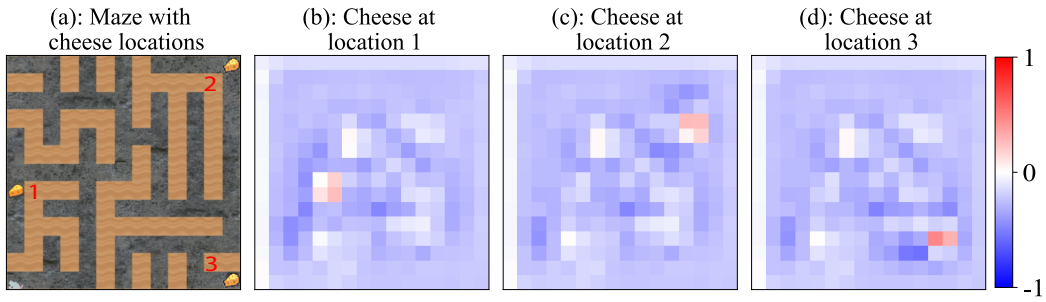 (a): Maze with
cheese locations
(b): Cheese at
location 1
(c): Cheese at
location 2
(d): Cheese at
location 3
2
1
3
1
0
-1